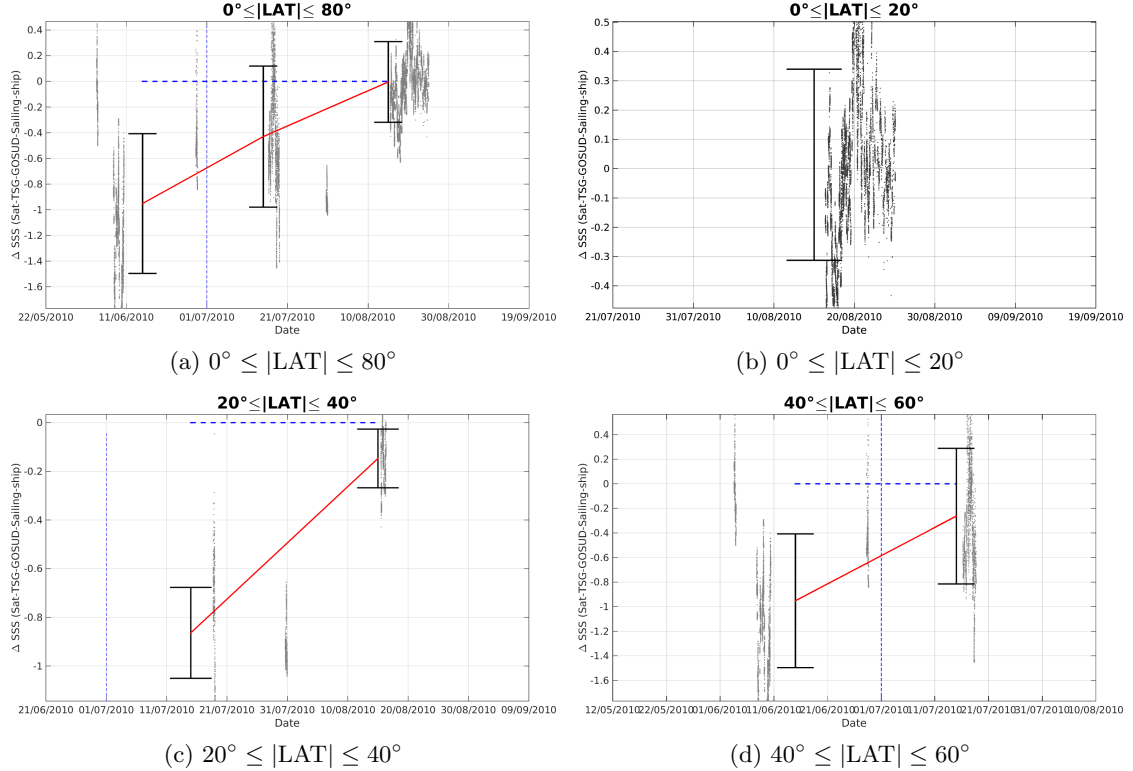 0°≤|LAT|≤ 80°
Δ SSS (Sat-TSG-GOSUD-Sailing-ship)
0.4
0.2
0
-0.2
-0.4
-0.6
-0.8
-1
-1.2
-1.4
-1.6
22/05/2010 11/06/2010 01/07/2010 21/07/2010 10/08/2010 30/08/2010 19/09/2010
Date
(a) 0° ≤ |LAT| ≤ 80°
0°≤|LAT|≤ 20°
Δ SSS (Sat-TSG-GOSUD-Sailing-ship)
0.5
0.4
0.3
0.2
0.1
0
-0.1
-0.2
-0.3
-0.4
21/07/2010 31/07/2010 10/08/2010 20/08/2010 30/08/2010 09/09/2010 19/09/2010
Date
(b) 0° ≤ |LAT| ≤ 20°
20°≤|LAT|≤ 40°
Δ SSS (Sat-TSG-GOSUD-Sailing-ship)
0
-0.2
-0.4
-0.6
-0.8
-1
21/06/2010 01/07/2010 11/07/2010 21/07/2010 31/07/2010 10/08/2010 20/08/2010 30/08/2010 09/09/2010
Date
(c) 20° ≤ |LAT| ≤ 40°
40°≤|LAT|≤ 60°
Δ SSS (Sat-TSG-GOSUD-Sailing-ship)
0.4
0.2
0
-0.2
-0.4
-0.6
-0.8
-1
-1.2
-1.4
-1.6
12/05/2010 22/05/2010 01/06/2010 11/06/2010 21/06/2010 01/07/2010 11/07/2010 21/07/2010 31/07/2010 10/08/2010
Date
(d) 40° ≤ |LAT| ≤ 60°